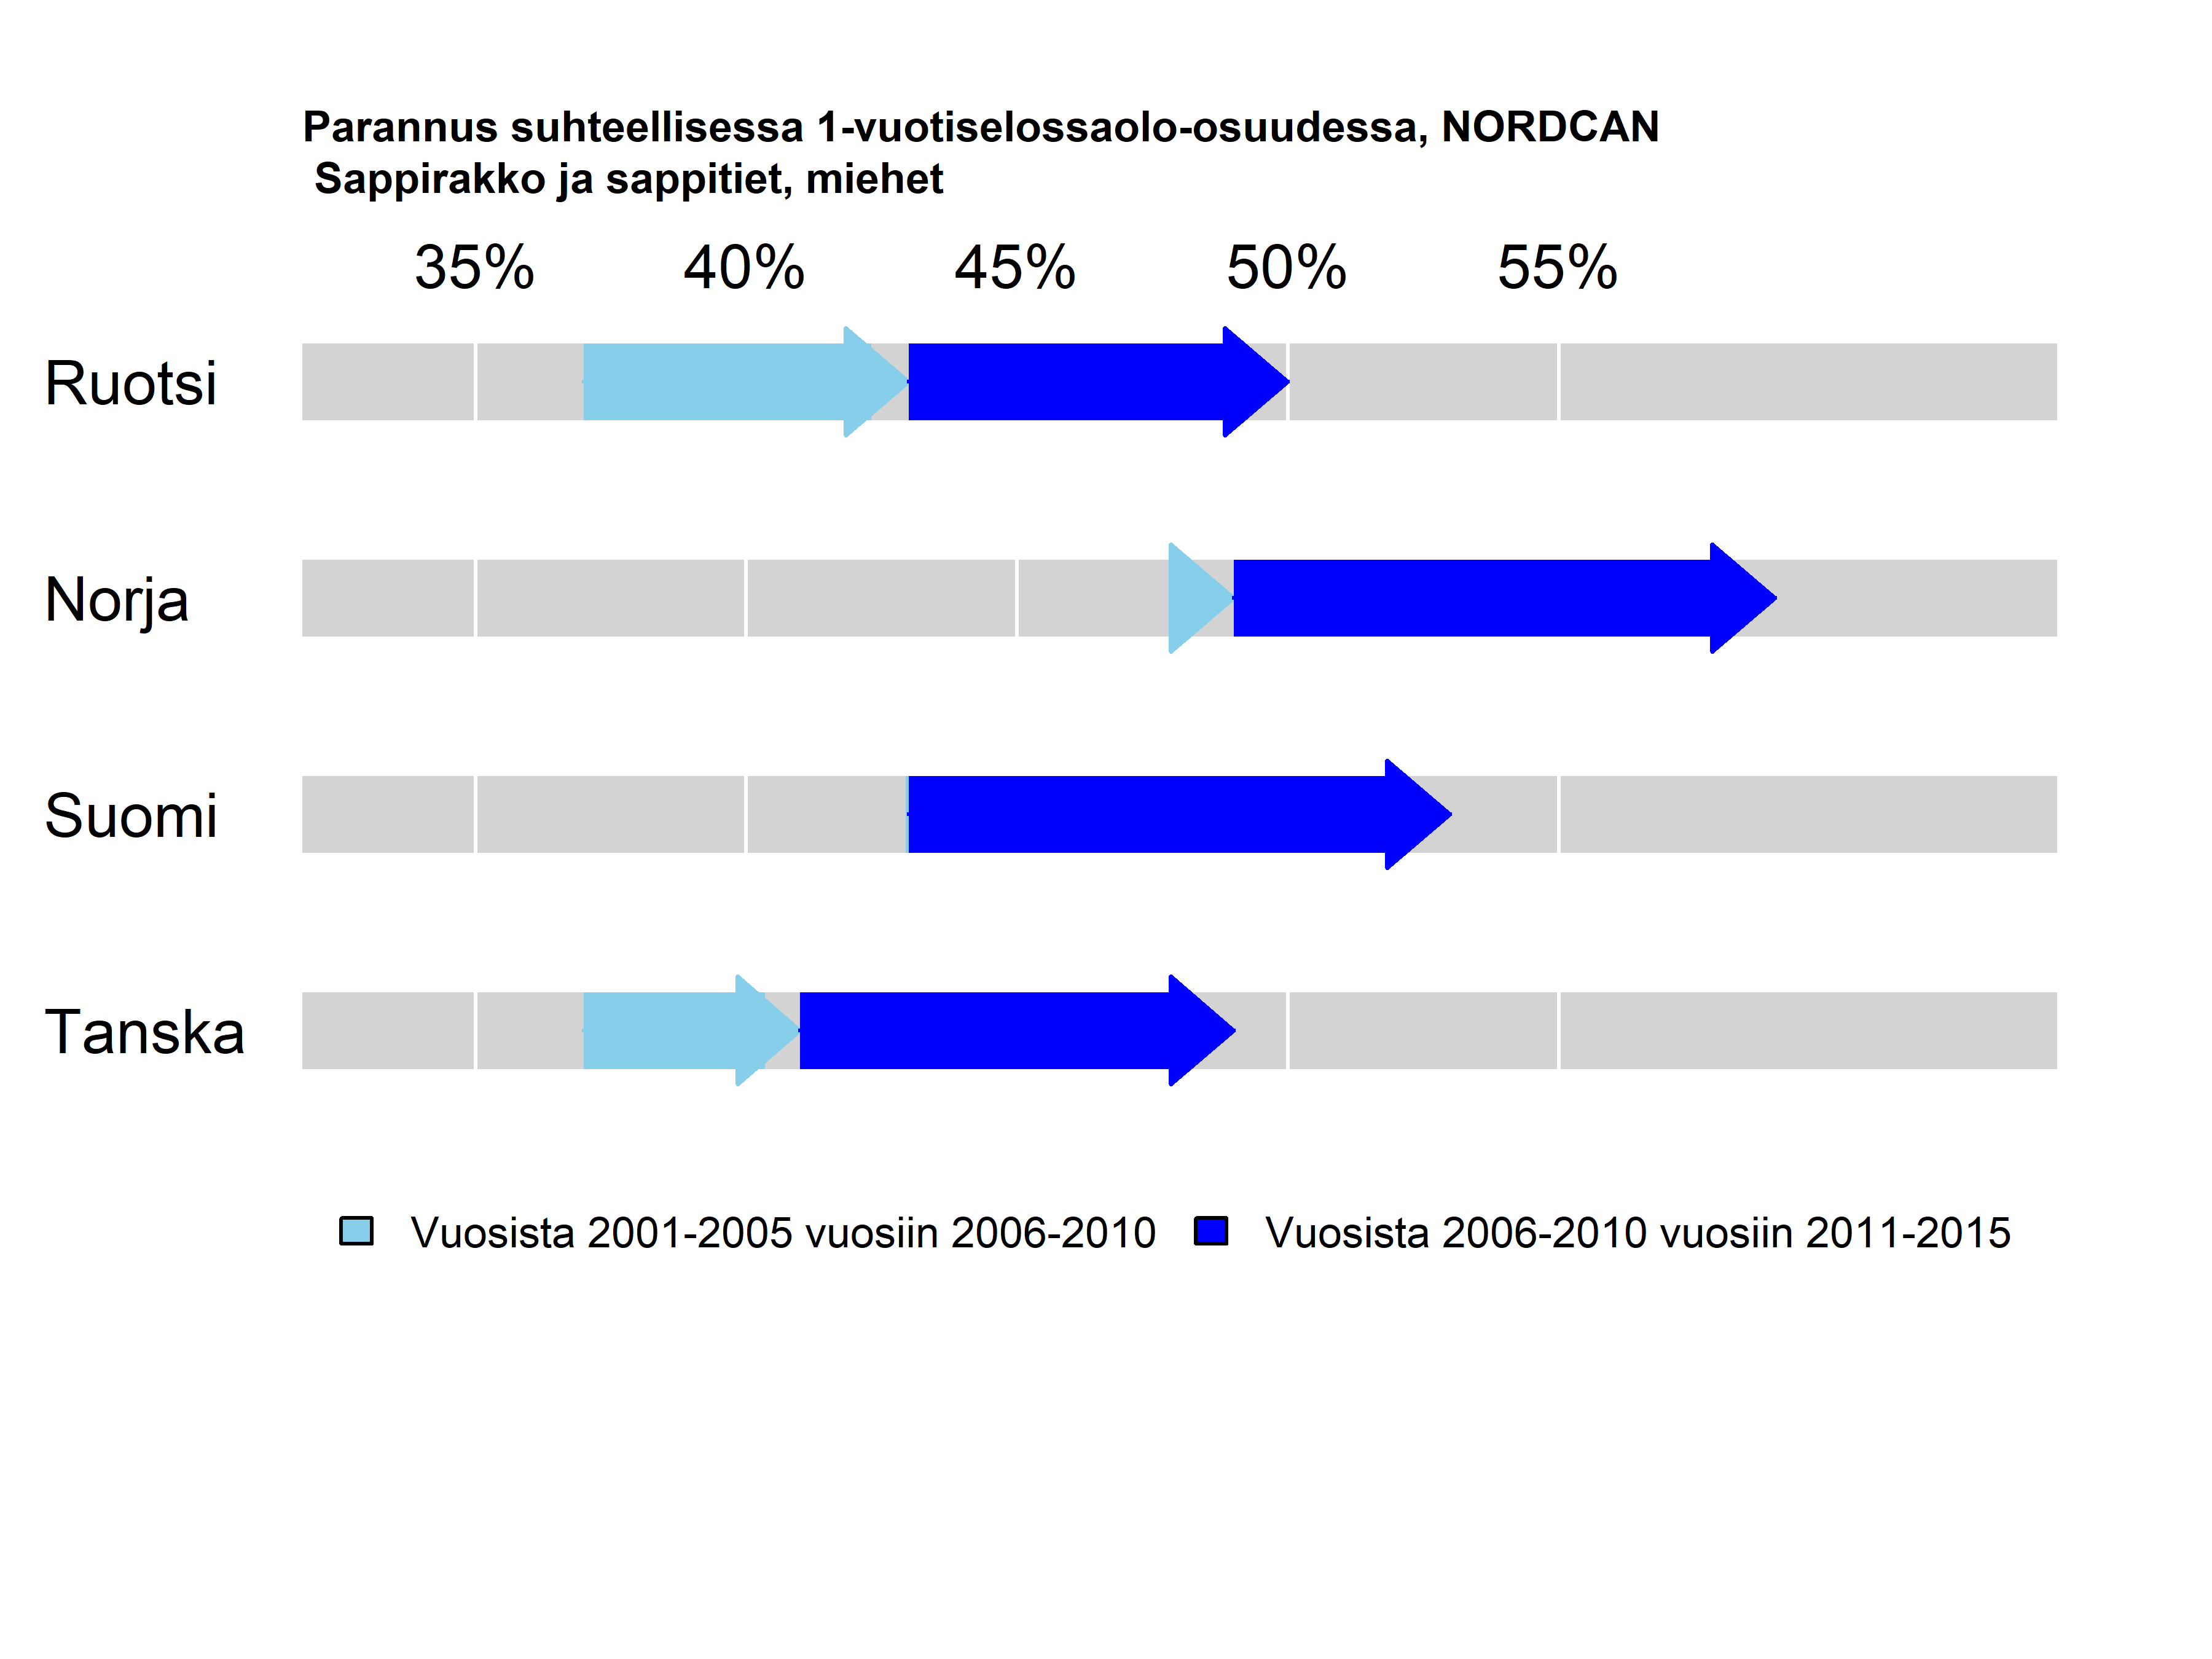 Parannus suhteellisessa 1-vuotiselossaolo-osuudessa, NORDCAN
Sappirakko ja sappitiet, miehet
35% 40% 45% 50% 55%
Ruotsi
Norja
Suomi
Tanska
Vuosista 2001-2005 vuosiin 2006-2010 Vuosista 2006-2010 vuosiin 2011-2015